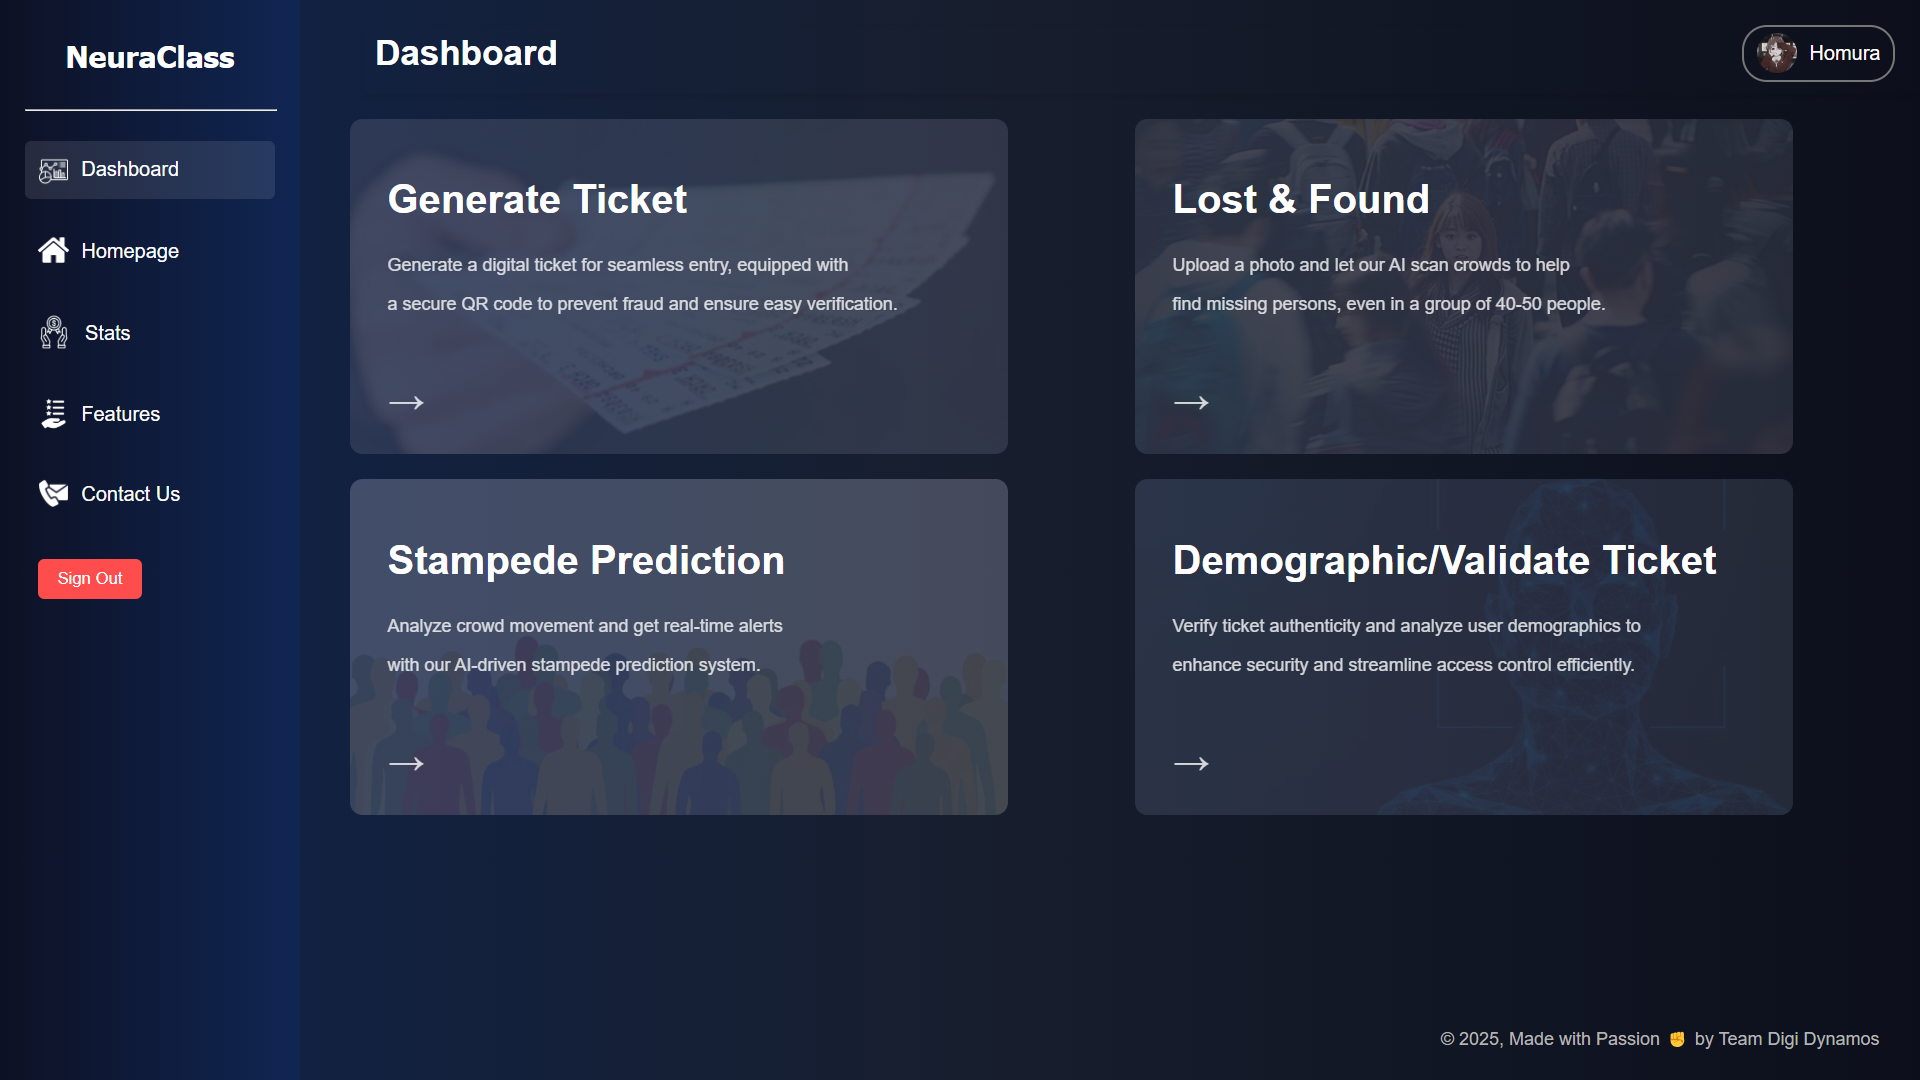 NeuraClass
Dashboard
Homepage
Stats
Features
Contact Us
Sign Out
Dashboard
Homura
Generate Ticket
Generate a digital ticket for seamless entry, equipped with
a secure QR code to prevent fraud and ensure easy verification.
→
Lost & Found
Upload a photo and let our AI scan crowds to help
find missing persons, even in a group of 40-50 people.
→
Stampede Prediction
Analyze crowd movement and get real-time alerts
with our AI-driven stampede prediction system.
→
Demographic/Validate Ticket
Verify ticket authenticity and analyze user demographics to
enhance security and streamline access control efficiently.
→
© 2025, Made with Passion ✊ by Team Digi Dynamos